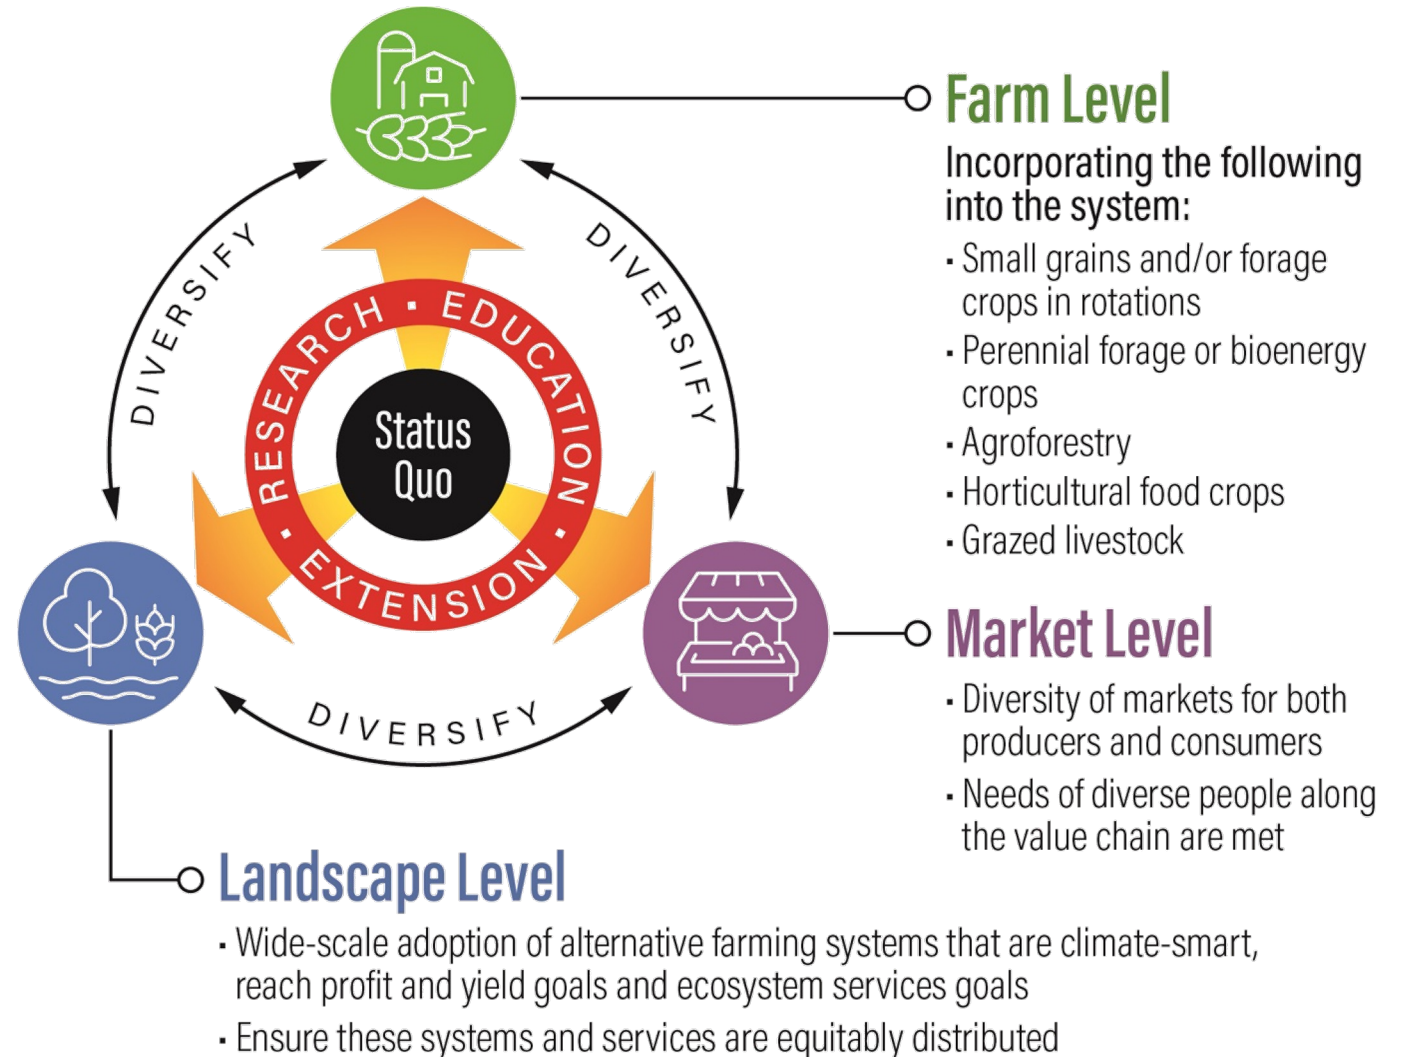 Farm Level
Incorporating the following
into the system:
▪ Small grains and/or forage
crops in rotations
▪ Perennial forage or bioenergy
crops
▪ Agroforestry
▪ Horticultural food crops
▪ Grazed livestock
DIVERSIFY
DIVERSIFY
RESEARCH ▪ EDUCATION ▪ EXTENSION ▪
Status
Quo
DIVERSIFY
Market Level
▪ Diversity of markets for both
producers and consumers
▪ Needs of diverse people along
the value chain are met
Landscape Level
▪ Wide-scale adoption of alternative farming systems that are climate-smart,
reach profit and yield goals and ecosystem services goals
▪ Ensure these systems and services are equitably distributed